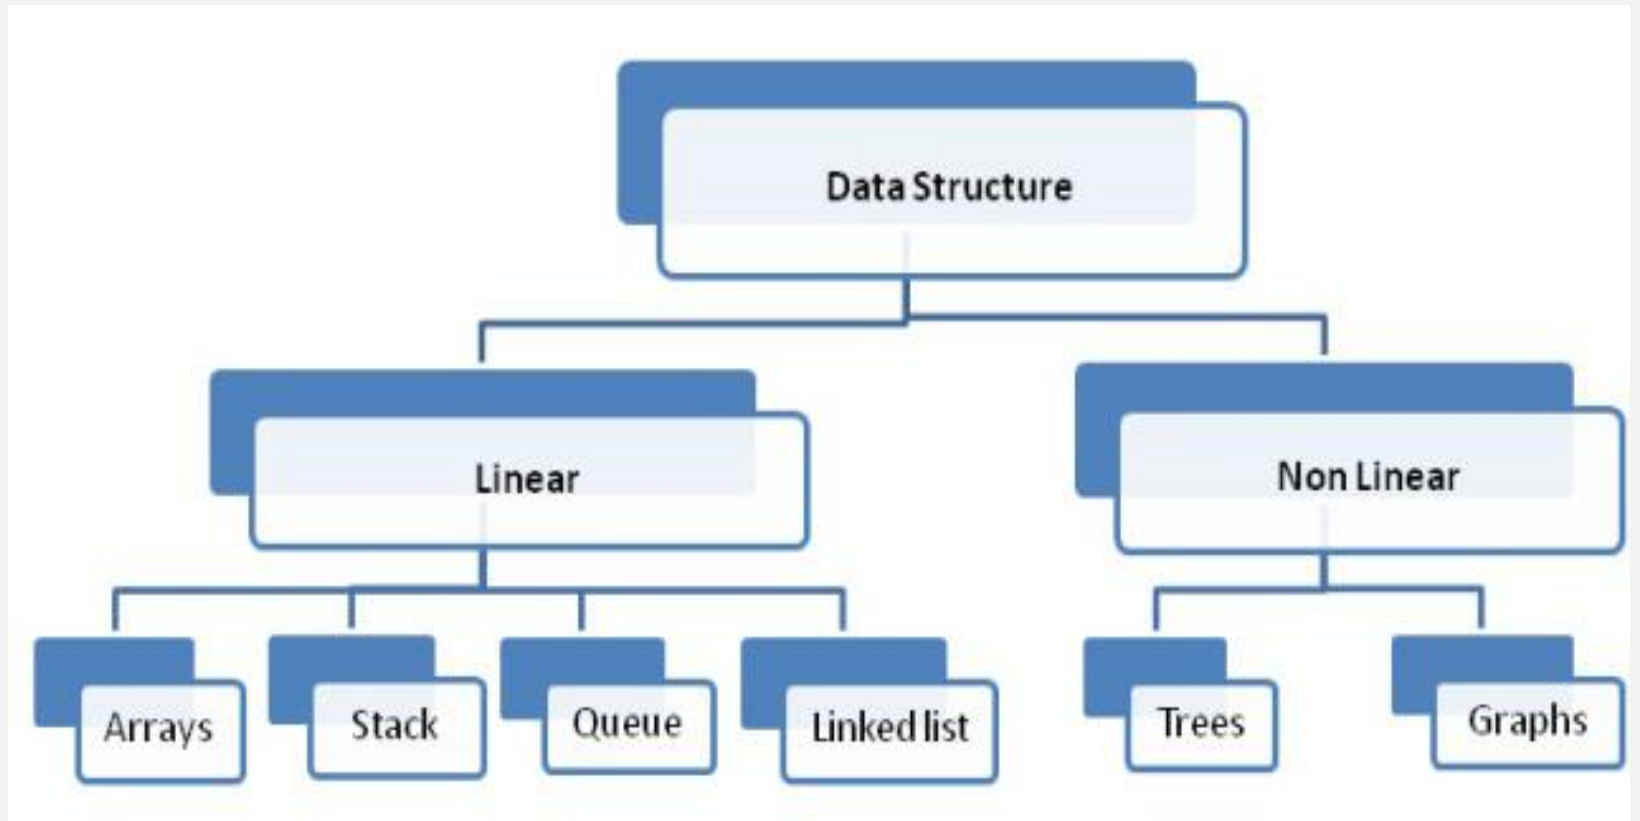 Data Structure
Linear
Non Linear
Arrays
Stack
Queue
Linked list
Trees
Graphs